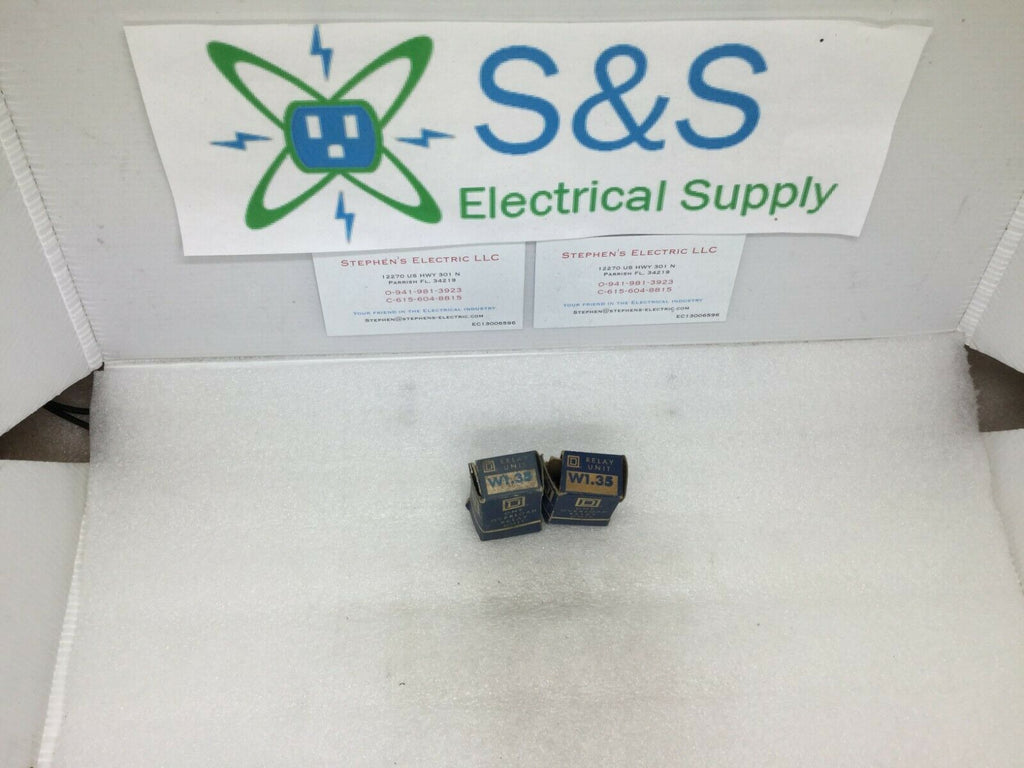 S&S
Electrical Supply
STEPHEN'S ELECTRIC LLC
12270 US HWY 301 N
PARRISH FL, 34219
O-941-981-3923
C-615-604-8815
YOUR FRIEND IN THE ELECTRICAL INDUSTRY
STEPHEN@STEPHENS-ELECTRIC.COM
EC13006596
STEPHEN'S ELECTRIC LLC
12270 US HWY 301 N
PARRISH FL, 34219
O-941-981-3923
C-615-604-8815
YOUR FRIEND IN THE ELECTRICAL INDUSTRY
STEPHEN@STEPHENS-ELECTRIC.COM
EC13006596
D RELAY
UNIT
W1.35
D RELAY
UNIT
W1.35